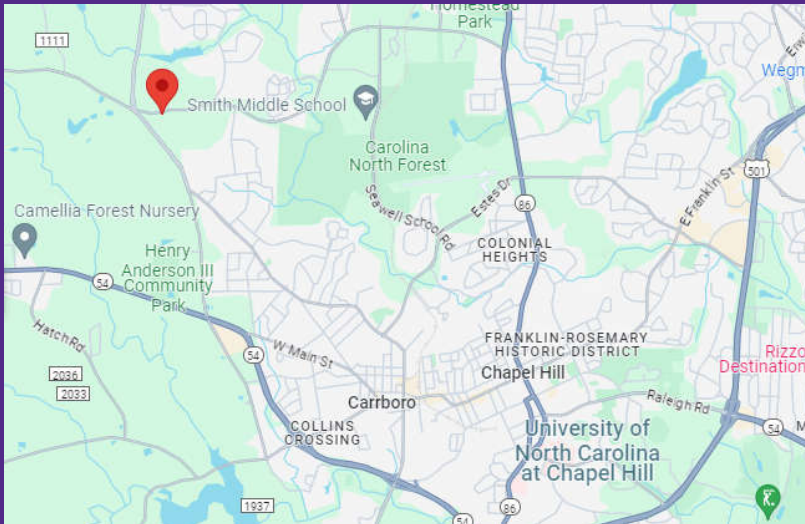 Homestead
Park
1111
Smith Middle School
Wegm
Carolina
North Forest
501
E Franklin St
Seawell School Rd
Estes Dr
86
Camellia Forest Nursery
COLONIAL
HEIGHTS
Henry
Anderson III
Community
Park
54
Hatch Rd
54
W Main St
FRANKLIN-ROSEMARY
HISTORIC DISTRICT
Rizzo
Destination
Chapel Hill
2036
2033
Carrboro
Raleigh Rd
54
M
COLLINS
CROSSING
University of
North Carolina
at Chapel Hill
1937
86
54